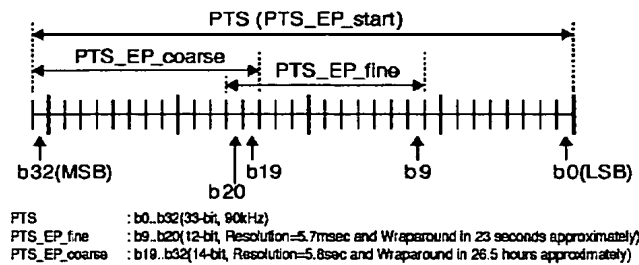 PTS (PTS_EP_start)
PTS_EP_coarse
PTS_EP_fine
b32(MSB)
b20
b19
b9
b0(LSB)
PTS : b0..b32(33-bit, 90kHz)
PTS_EP_fine : b9..b20(12-bit, Resolution=5.7msec and Wraparound in 23 seconds approximately)
PTS_EP_coarse : b19..b32(14-bit, Resolution=5.8sec and Wraparound in 26.5 hours approximately)